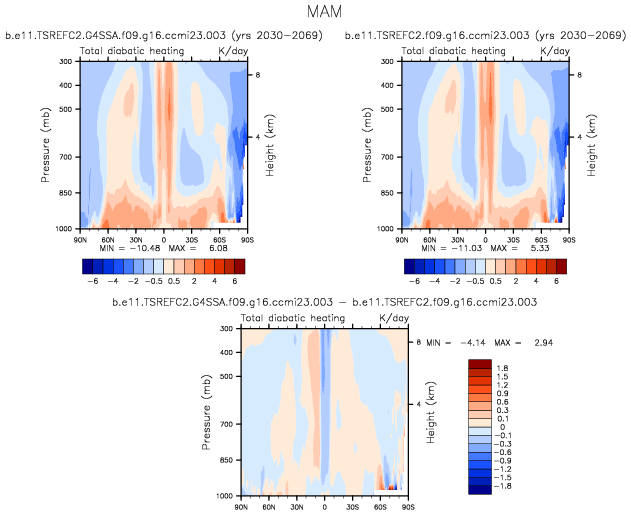 MAM
b.e11.TSREFC2.G4SSA.f09.g16.ccmi23.003 (yrs 2030-2069)
Total diabatic heating K/day
300
400
500
700
850
1000
Pressure (mb)
8
4
Height (km)
90N 60N 30N 0 30S 60S 90S
MIN = -10.48 MAX = 6.08
-6 -4 -2 -1 -0.5 0.5 1 2 4 6
b.e11.TSREFC2.f09.g16.ccmi23.003 (yrs 2030-2069)
Total diabatic heating K/day
300
400
500
700
850
1000
Pressure (mb)
8
4
Height (km)
90N 60N 30N 0 30S 60S 90S
MIN = -11.03 MAX = 5.33
-6 -4 -2 -1 -0.5 0.5 1 2 4 6
b.e11.TSREFC2.G4SSA.f09.g16.ccmi23.003 - b.e11.TSREFC2.f09.g16.ccmi23.003
Total diabatic heating K/day
300
400
500
700
850
1000
Pressure (mb)
8
4
Height (km)
90N 60N 30N 0 30S 60S 90S
MIN = -4.14 MAX = 2.94
1.8
1.5
1.2
0.9
0.6
0.3
0.1
0
-0.1
-0.3
-0.6
-0.9
-1.2
-1.5
-1.8